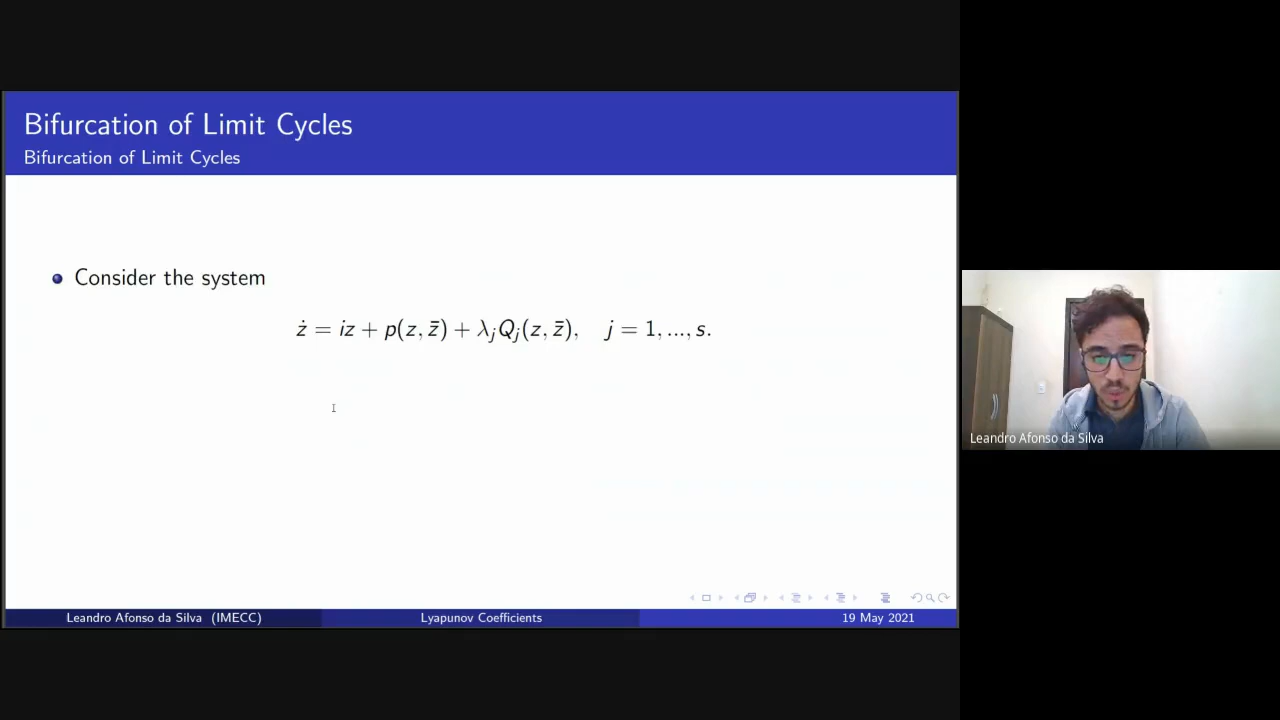 Bifurcation of Limit Cycles
Bifurcation of Limit Cycles
Consider the system
ż = iz + p(z, z̄) + λⱼQⱼ(z, z̄), j = 1, ..., s.
Leandro Afonso da Silva
Leandro Afonso da Silva (IMECC) Lyapunov Coefficients 19 May 2021